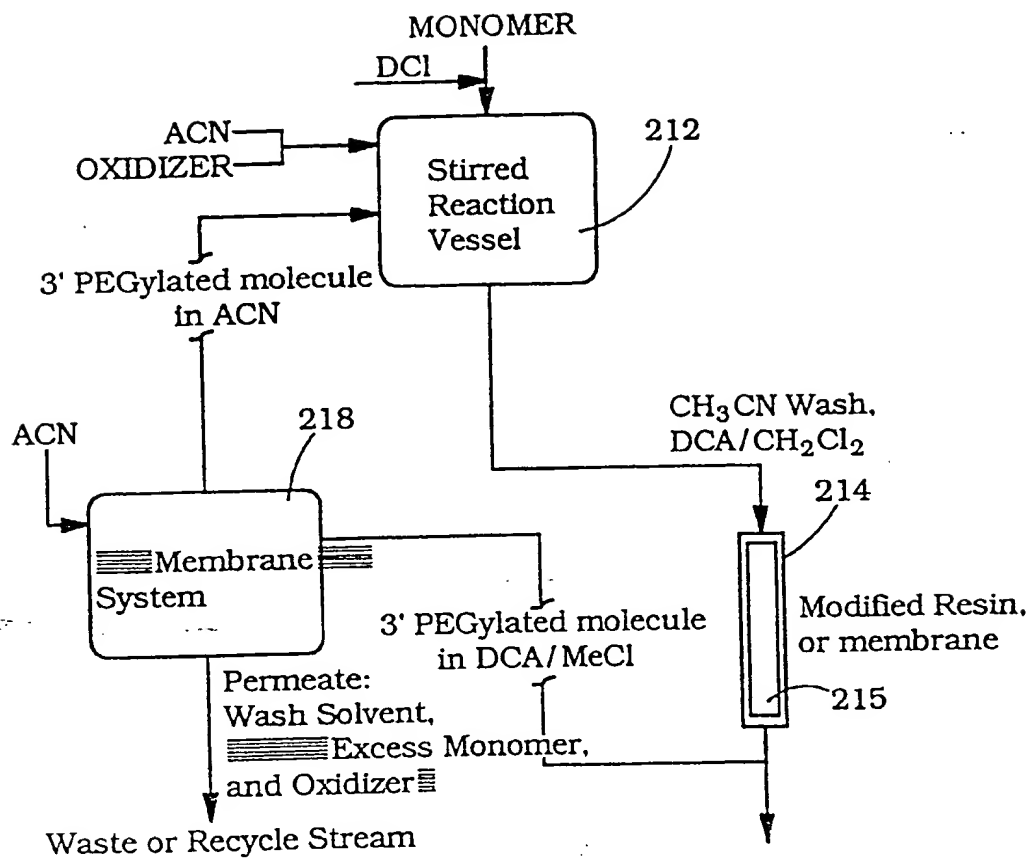 MONOMER
DCl
ACN
OXIDIZER
212
Stirred
Reaction
Vessel
3' PEGylated molecule
in ACN
ACN
218
CH₃CN Wash,
DCA/CH₂Cl₂
214
Membrane
System
3' PEGylated molecule
in DCA/MeCl
Modified Resin,
or membrane
215
Permeate:
Wash Solvent,
Excess Monomer,
and Oxidizer
Waste or Recycle Stream